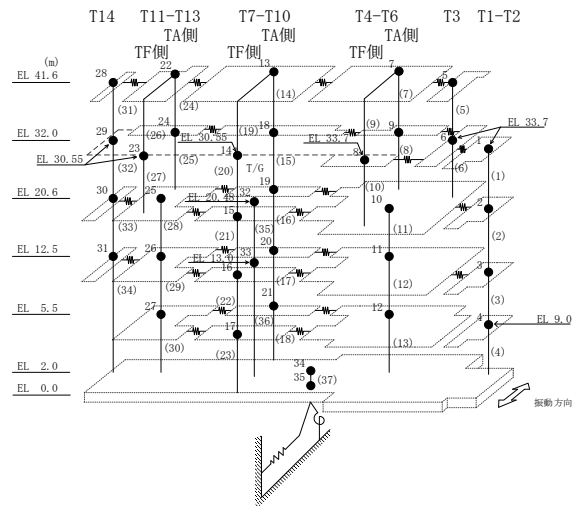 T14 T11-T13 T7-T10 T4-T6 T3 T1-T2
TA側 TA側 TA側
TF側 TF側 TF側
(m)
22 13 7
EL 41.6 28 5
(31) (24) (14) (7) (5)
EL 32.0 29 24 18 9 6 1 EL 33.7
(26) (19) (9)
EL 30.55 EL 33.7
EL 30.55 23 14 8
(32) (25) (15) (8) (6) (1)
(27) (20) T/G (10)
EL 20.6 30 25 19 32 10 2
EL 20.48
15
(33) (28) (35) (16) (11) (2)
(21)
EL 12.5 31 26 20 33 11 3
EL 13.0
16
(34) (29) (17) (12) (3)
(22)
EL 5.5 27 21 12 4 EL 9.0
17
(36)
(30) (23) (18) (13) (4)
EL 2.0 34
EL 0.0 35 (37)
振動方向